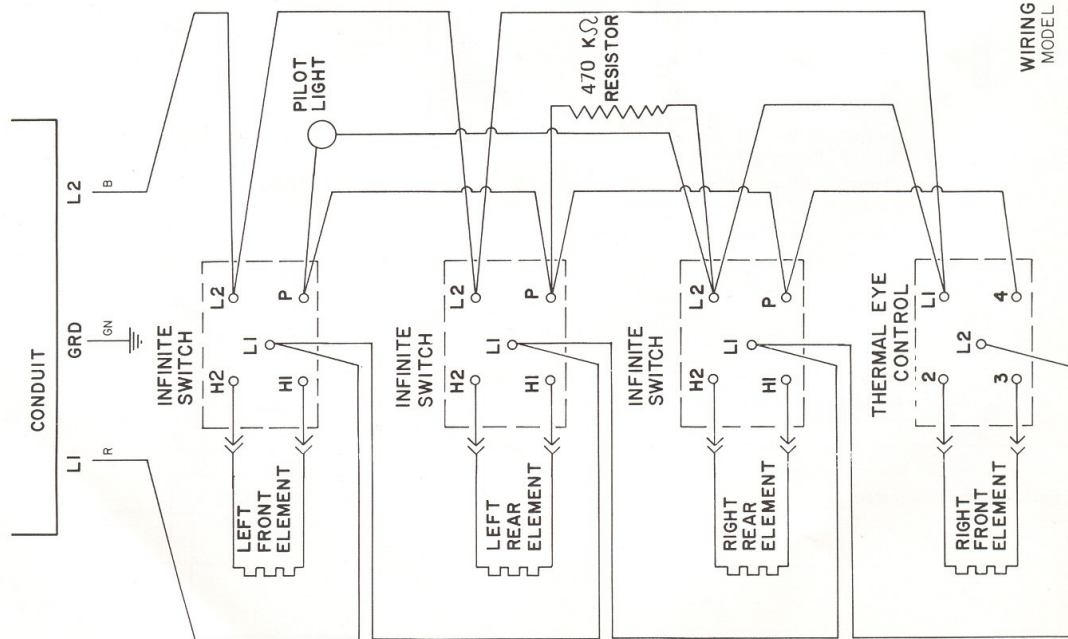 CONDUIT
L1
GRD
L2
R
GN
B
PILOT
LIGHT
470 KΩ
RESISTOR
WIRING
MODEL
INFINITE
SWITCH
L2
P
L1
H2
H1
LEFT
FRONT
ELEMENT
INFINITE
SWITCH
L2
P
L1
H2
H1
LEFT
REAR
ELEMENT
INFINITE
SWITCH
L2
P
L1
H2
H1
RIGHT
REAR
ELEMENT
THERMAL EYE
CONTROL
L1
4
L2
2
3
RIGHT
FRONT
ELEMENT